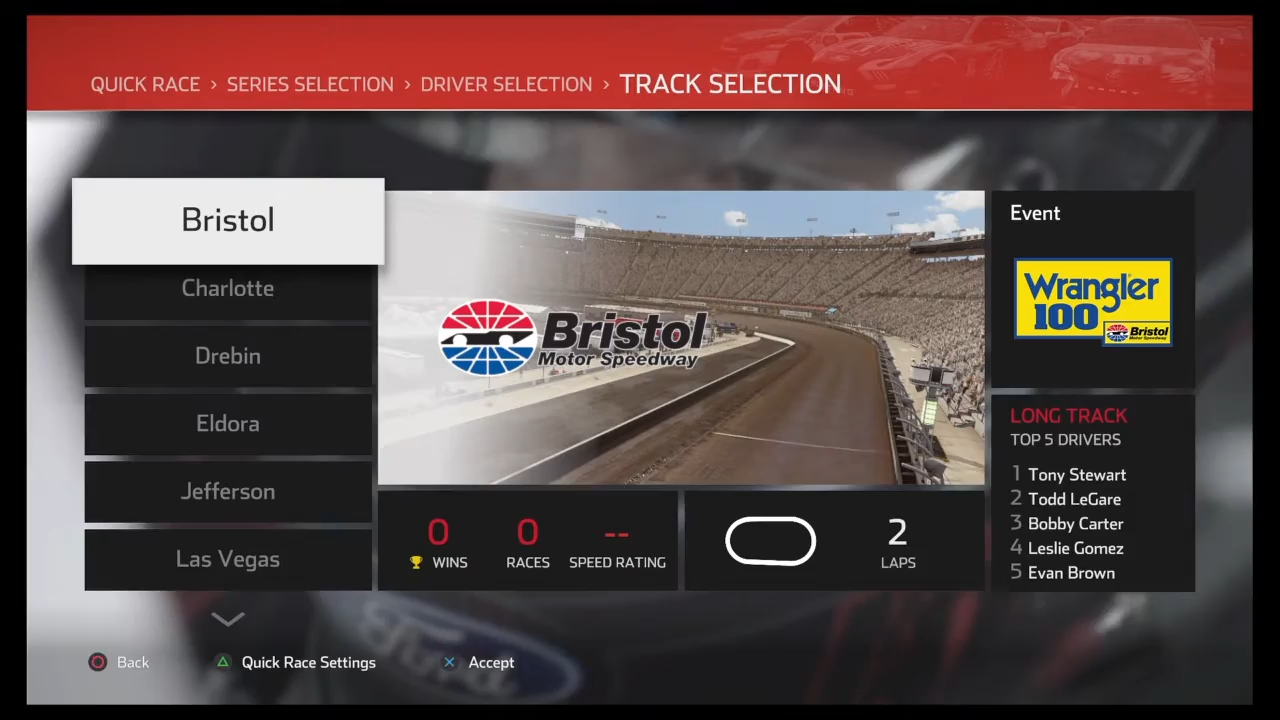 QUICK RACE > SERIES SELECTION > DRIVER SELECTION > TRACK SELECTION
Bristol
Charlotte
Drebin
Eldora
Jefferson
Las Vegas
Bristol
Motor Speedway
0
WINS
0
RACES
--
SPEED RATING
2
LAPS
Event
Wrangler
100
Bristol
Motor Speedway
LONG TRACK
TOP 5 DRIVERS
1 Tony Stewart
2 Todd LeGare
3 Bobby Carter
4 Leslie Gomez
5 Evan Brown
Back
Quick Race Settings
Accept
Ford